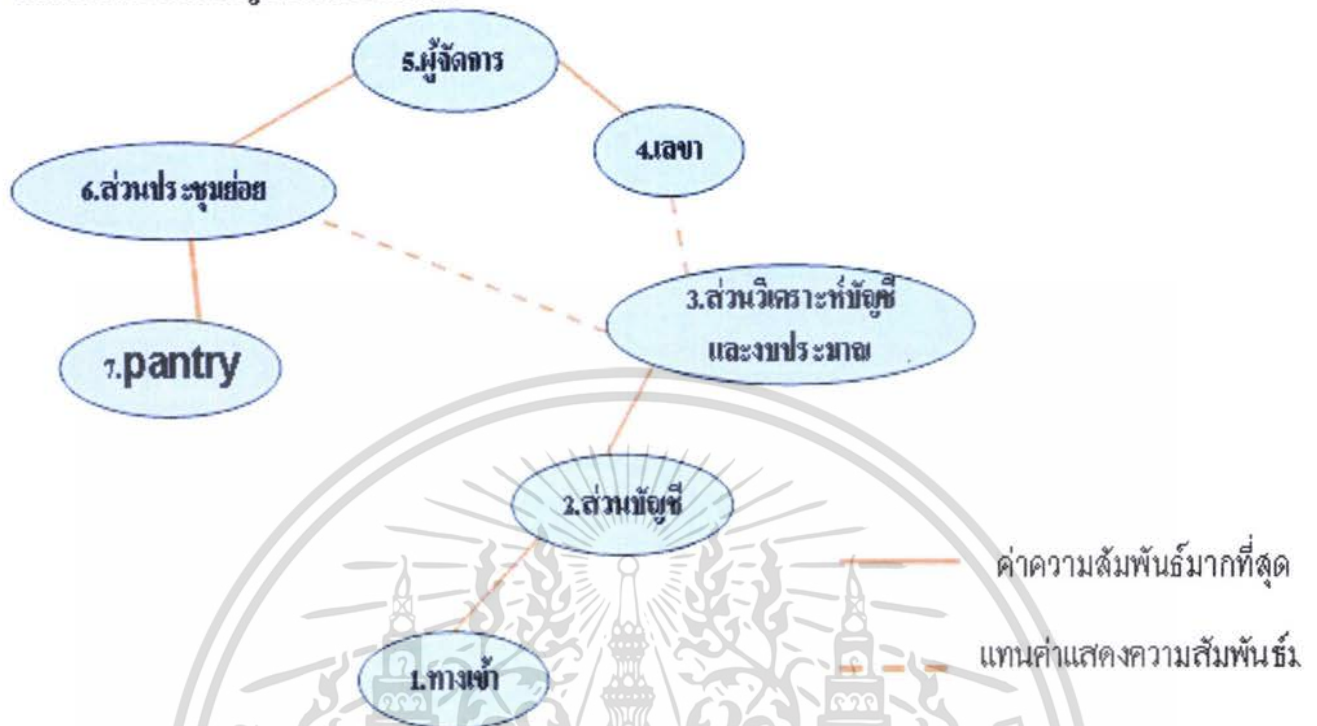 5.ผู้จัดการ
4.เลขา
6.ส่วนประชุมย่อย
3.ส่วนวิเคราะห์บัญชี
และงบประมาณ
7.pantry
2.ส่วนบัญชี
ค่าความสัมพันธ์มากที่สุด
แทนค่าแสดงความสัมพันธ์
1.ทางเข้า